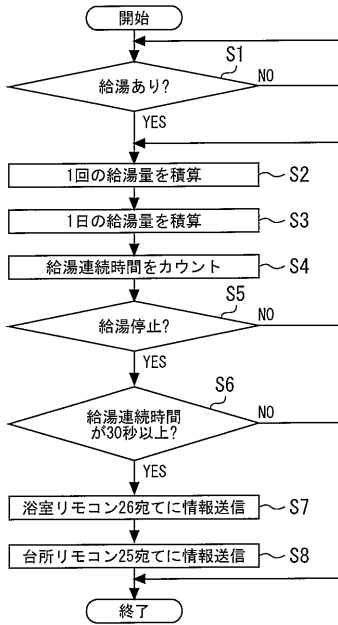 開始
S1
給湯あり?
NO
YES
1回の給湯量を積算
S2
1日の給湯量を積算
S3
給湯連続時間をカウント
S4
S5
給湯停止?
NO
YES
S6
給湯連続時間
が30秒以上?
NO
YES
浴室リモコン26宛てに情報送信
S7
台所リモコン25宛てに情報送信
S8
終了